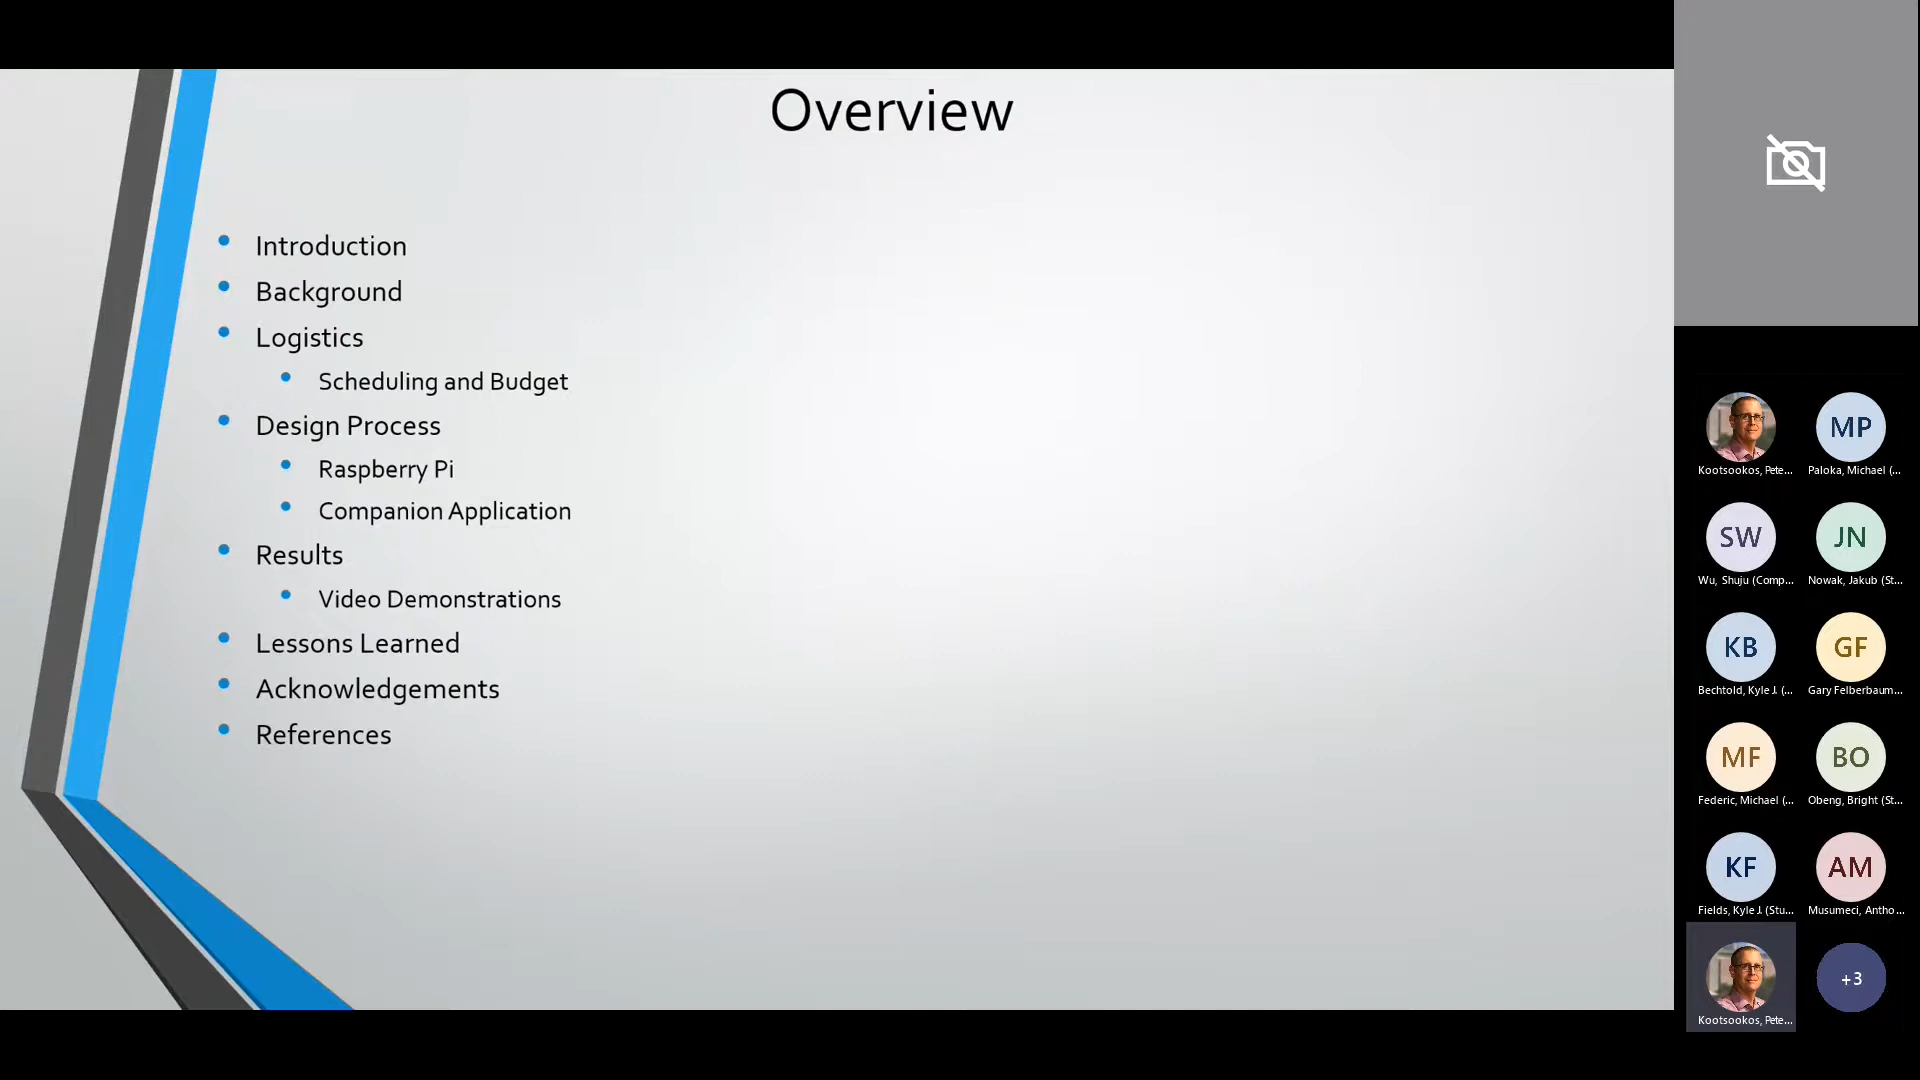 Overview
Introduction
Background
Logistics
Scheduling and Budget
Design Process
Raspberry Pi
Companion Application
Results
Video Demonstrations
Lessons Learned
Acknowledgements
References
Kootsookos, Pete...
MP
Paloka, Michael (...
SW
Wu, Shuju (Comp...
JN
Nowak, Jakub (St...
KB
Bechtold, Kyle J. (...
GF
Gary Felberbaum...
MF
Federic, Michael (...
BO
Obeng, Bright (St...
KF
Fields, Kyle J. (Stu...
AM
Musumeci, Antho...
Kootsookos, Pete...
+3